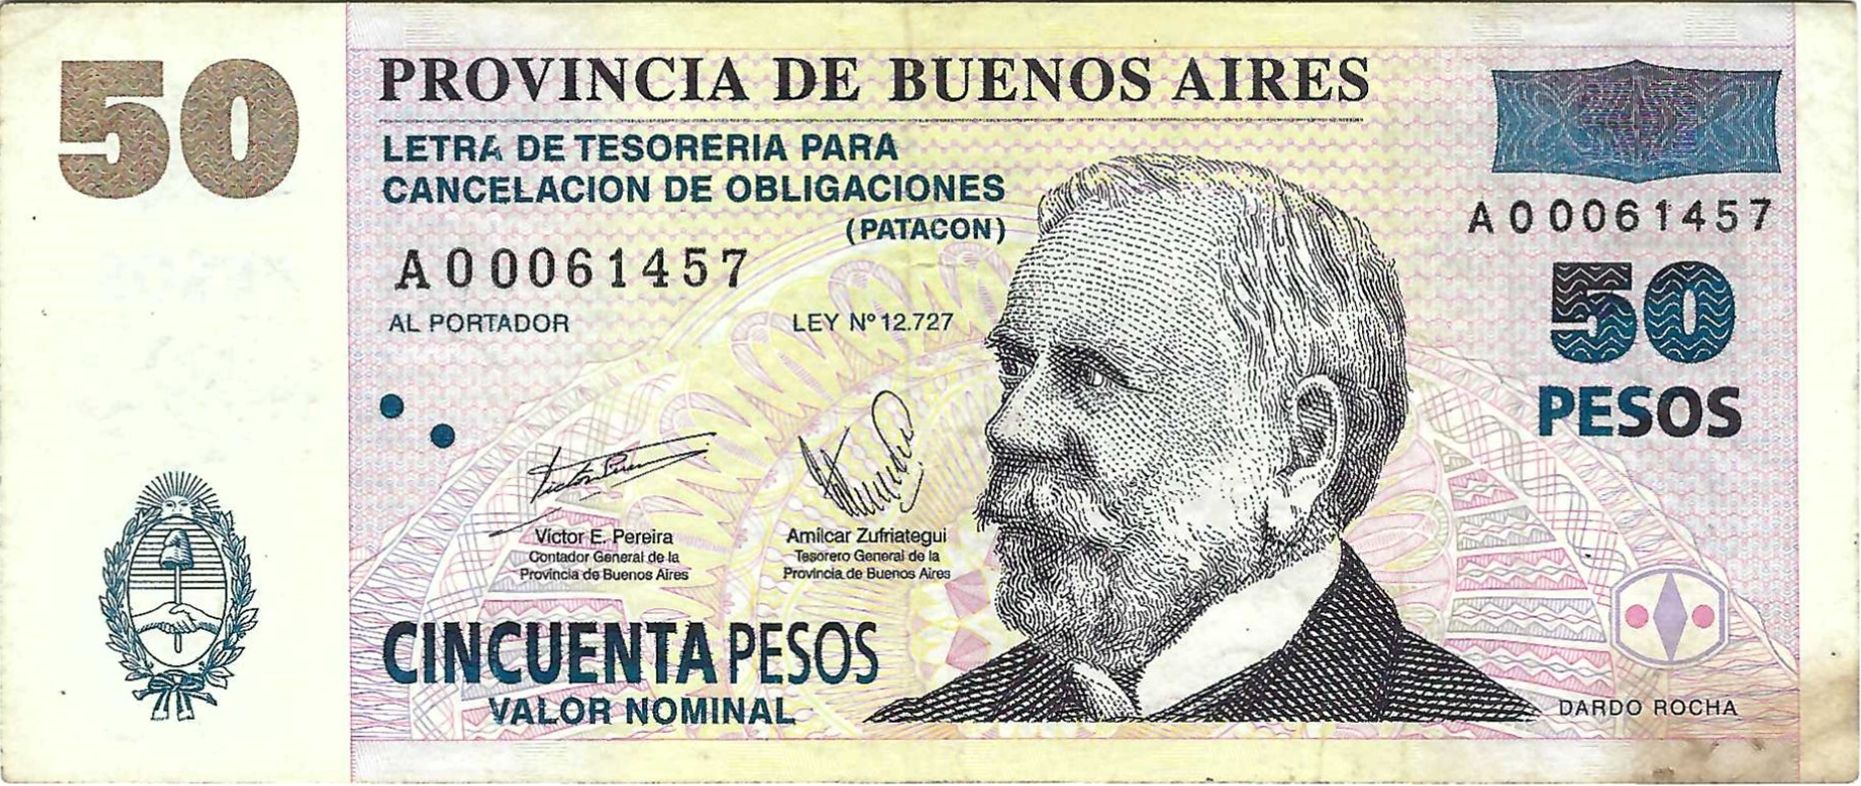 50
PROVINCIA DE BUENOS AIRES
LETRA DE TESORERIA PARA
CANCELACION DE OBLIGACIONES
(PATACON)
A00061457
A00061457
AL PORTADOR
LEY Nº 12.727
50
PESOS
Víctor E. Pereira
Contador General de la
Provincia de Buenos Aires
Amilcar Zufriategui
Tesorero General de la
Provincia de Buenos Aires
CINCUENTA PESOS
VALOR NOMINAL
DARDO ROCHA